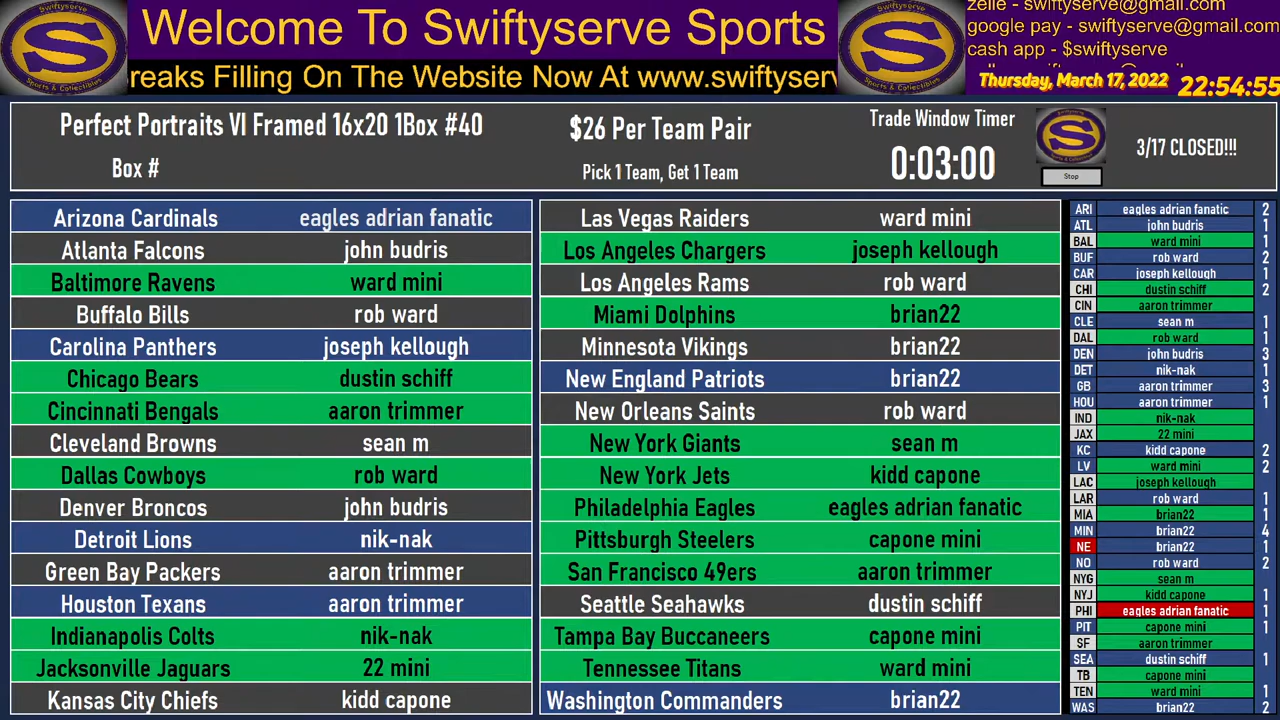 Welcome To Swiftyserve Sports
reaks Filling On The Website Now At www.swiftyserv
zelle - swiftyserve@gmail.com
google pay - swiftyserve@gmail.com
cash app - $swiftyserve
Thursday, March 17, 2022 22:54:55
Perfect Portraits VI Framed 16x20 1Box #40
Box #
$26 Per Team Pair
Pick 1 Team, Get 1 Team
Trade Window Timer
0:03:00
Stop
3/17 CLOSED!!!
Arizona Cardinals eagles adrian fanatic
Atlanta Falcons john budris
Baltimore Ravens ward mini
Buffalo Bills rob ward
Carolina Panthers joseph kellough
Chicago Bears dustin schiff
Cincinnati Bengals aaron trimmer
Cleveland Browns sean m
Dallas Cowboys rob ward
Denver Broncos john budris
Detroit Lions nik-nak
Green Bay Packers aaron trimmer
Houston Texans aaron trimmer
Indianapolis Colts nik-nak
Jacksonville Jaguars 22 mini
Kansas City Chiefs kidd capone
Las Vegas Raiders ward mini
Los Angeles Chargers joseph kellough
Los Angeles Rams rob ward
Miami Dolphins brian22
Minnesota Vikings brian22
New England Patriots brian22
New Orleans Saints rob ward
New York Giants sean m
New York Jets kidd capone
Philadelphia Eagles eagles adrian fanatic
Pittsburgh Steelers capone mini
San Francisco 49ers aaron trimmer
Seattle Seahawks dustin schiff
Tampa Bay Buccaneers capone mini
Tennessee Titans ward mini
Washington Commanders brian22
ARI eagles adrian fanatic 2
ATL john budris 1
BAL ward mini 1
BUF rob ward 2
CAR joseph kellough 1
CHI dustin schiff 2
CIN aaron trimmer
CLE sean m 1
DAL rob ward 1
DEN john budris 3
DET nik-nak 1
GB aaron trimmer 3
HOU aaron trimmer 1
IND nik-nak
JAX 22 mini
KC kidd capone 2
LV ward mini 2
LAC joseph kellough
LAR rob ward 1
MIA brian22 1
MIN brian22 4
NE brian22 1
NO rob ward 2
NYG sean m
NYJ kidd capone 1
PHI eagles adrian fanatic 1
PIT capone mini 1
SF aaron trimmer
SEA dustin schiff 1
TB capone mini
TEN ward mini 1
WAS brian22 2